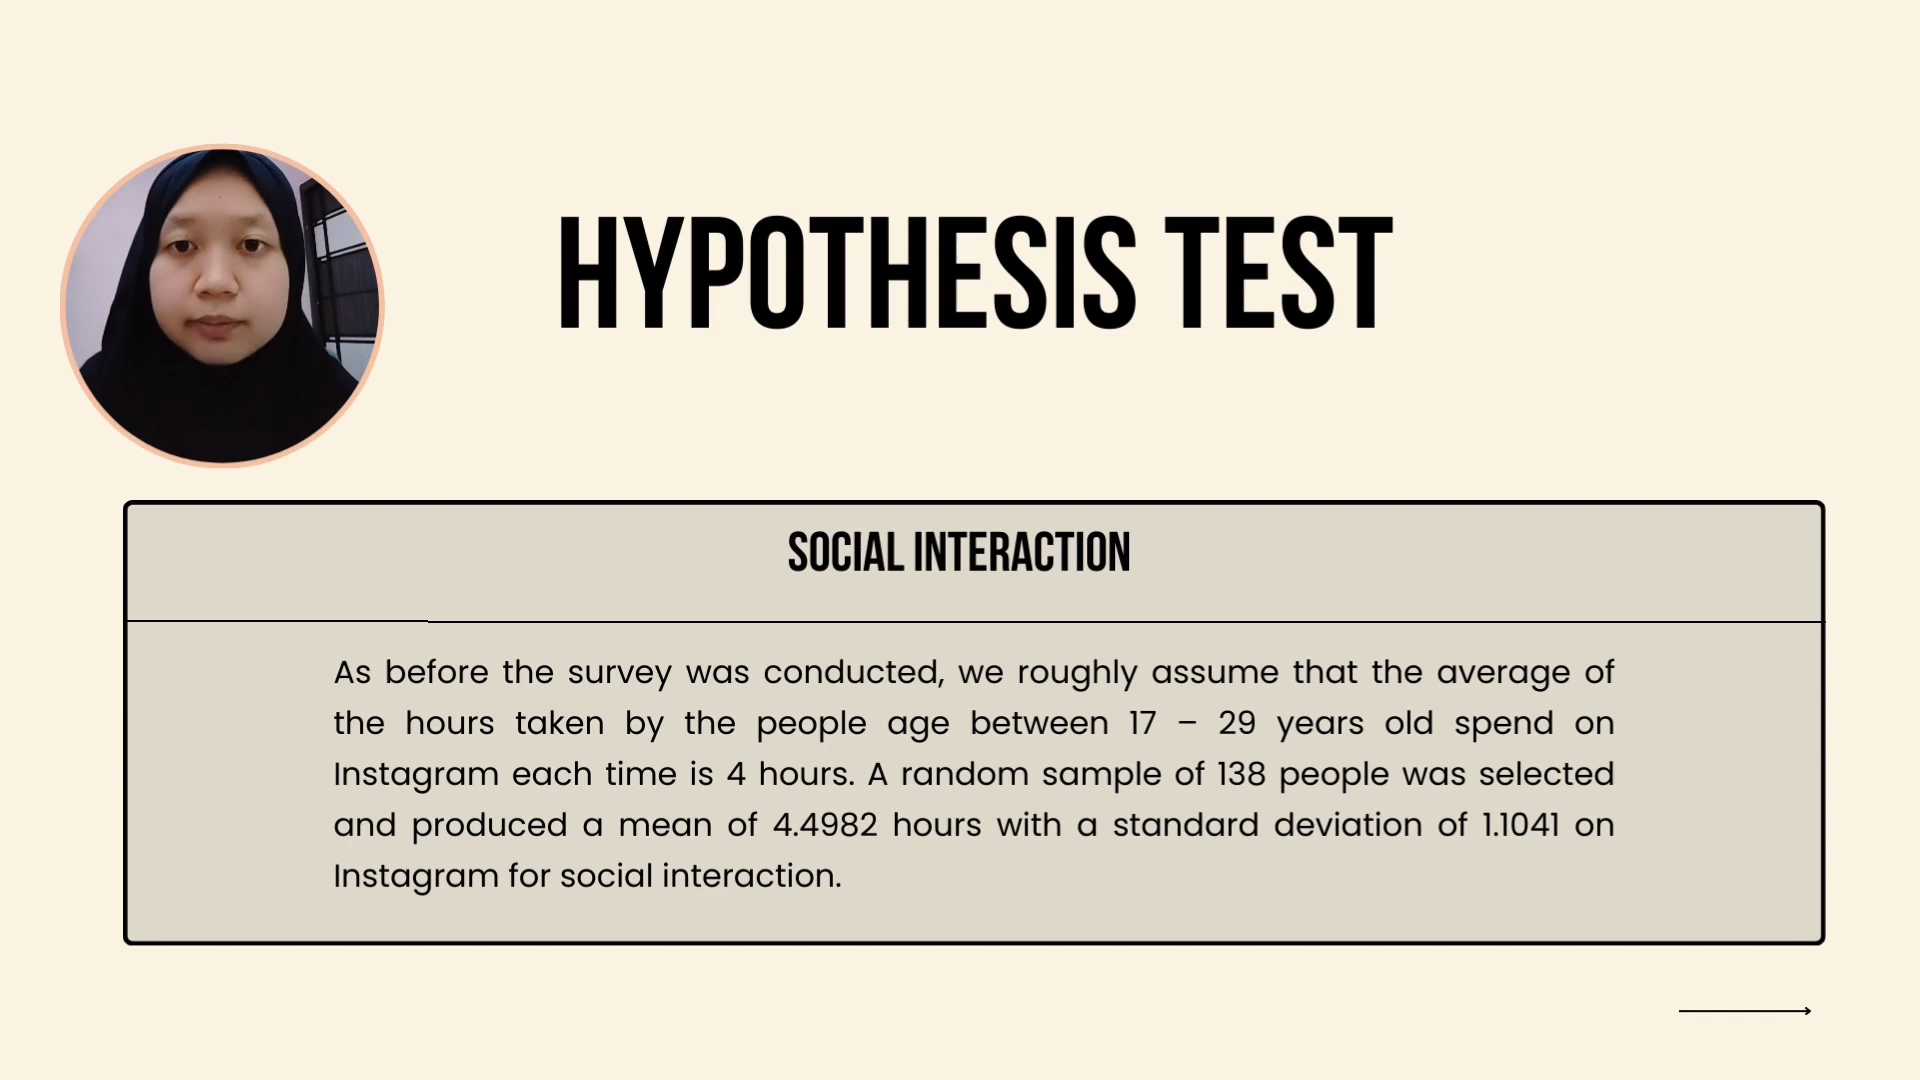 HYPOTHESIS TEST
SOCIAL INTERACTION
As before the survey was conducted, we roughly assume that the average of
the hours taken by the people age between 17 – 29 years old spend on
Instagram each time is 4 hours. A random sample of 138 people was selected
and produced a mean of 4.4982 hours with a standard deviation of 1.1041 on
Instagram for social interaction.